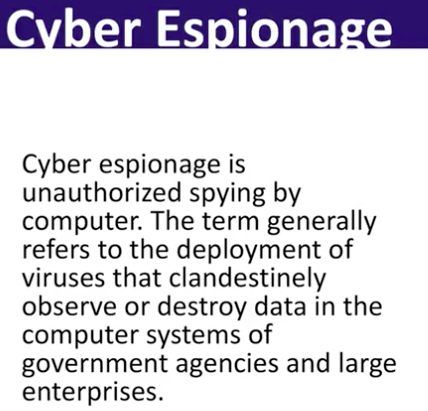 Cyber Espionage
Cyber espionage is
unauthorized spying by
computer. The term generally
refers to the deployment of
viruses that clandestinely
observe or destroy data in the
computer systems of
government agencies and large
enterprises.